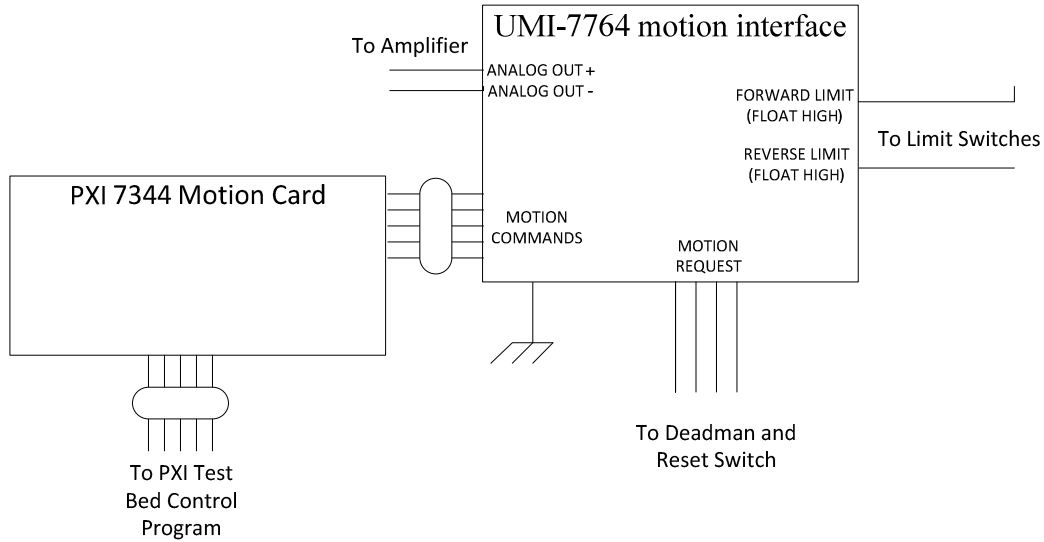 UMI-7764 motion interface
To Amplifier
ANALOG OUT +
ANALOG OUT -
FORWARD LIMIT
(FLOAT HIGH)
To Limit Switches
REVERSE LIMIT
(FLOAT HIGH)
PXI 7344 Motion Card
MOTION
COMMANDS
MOTION
REQUEST
To Deadman and
Reset Switch
To PXI Test
Bed Control
Program